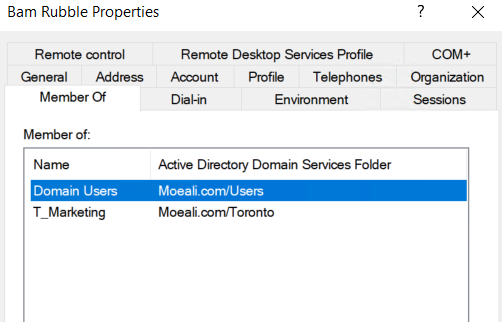 Bam Rubble Properties
? ×
Remote control Remote Desktop Services Profile COM+
General Address Account Profile Telephones Organization
Member Of Dial-in Environment Sessions
Member of:
Name Active Directory Domain Services Folder
Domain Users Moeali.com/Users
T_Marketing Moeali.com/Toronto